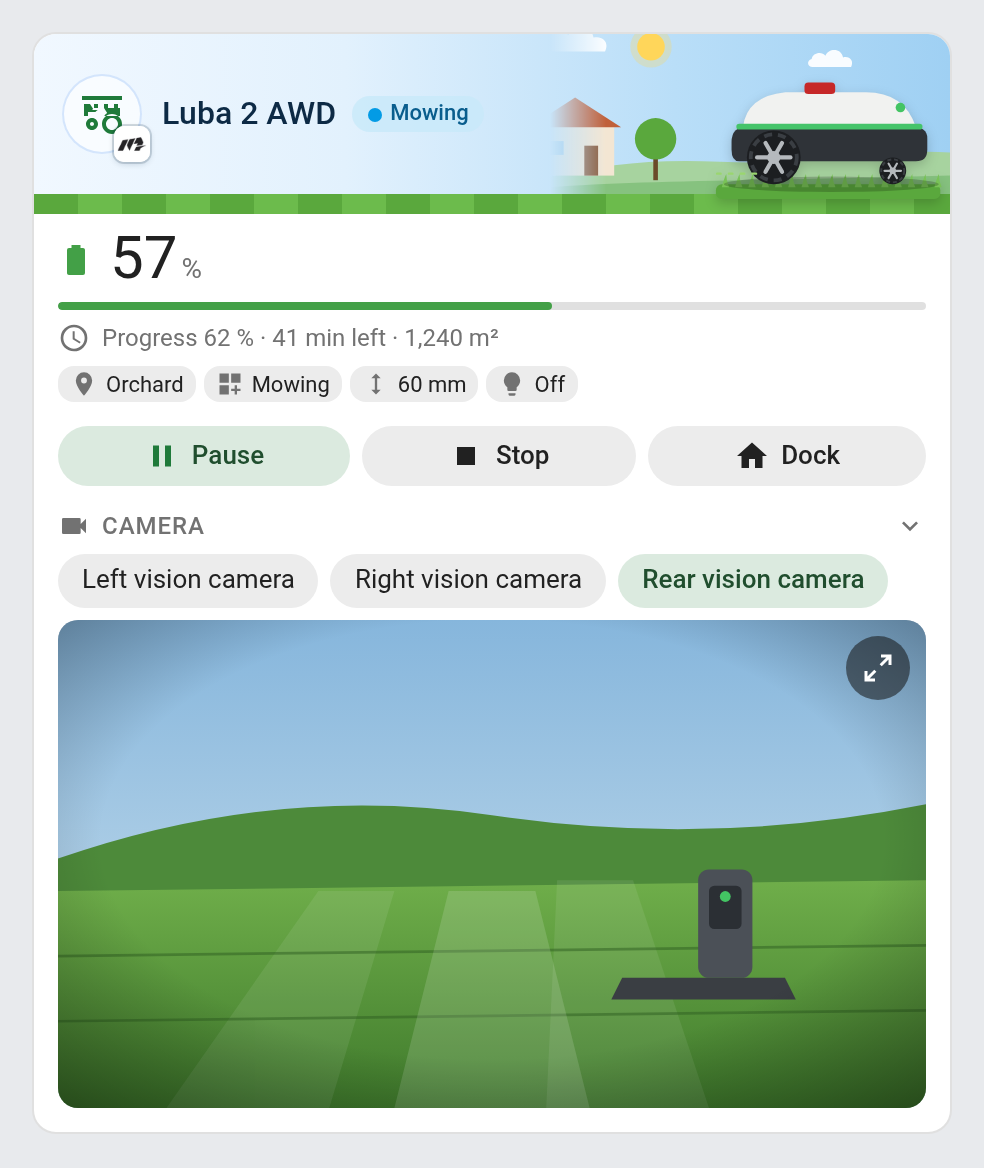 Luba 2 AWD
Mowing
57 %
Progress 62 % · 41 min left · 1,240 m²
Orchard
Mowing
60 mm
Off
Pause
Stop
Dock
CAMERA
Left vision camera
Right vision camera
Rear vision camera